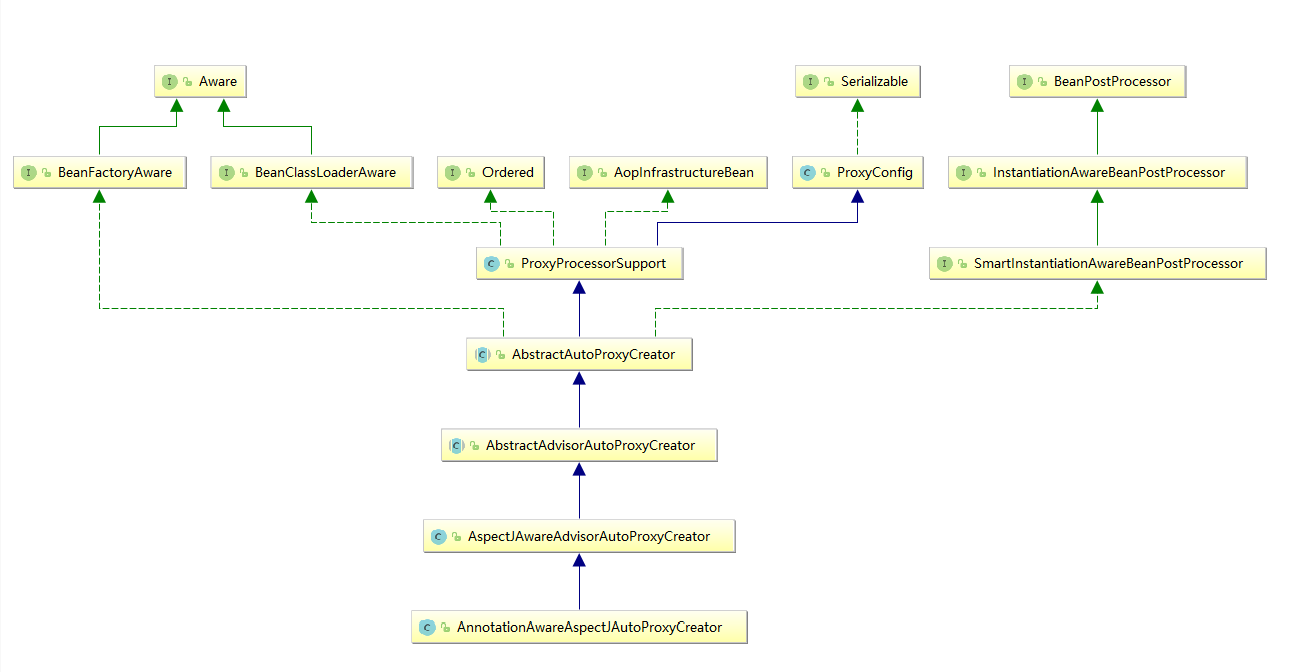 I Aware
I Serializable
I BeanPostProcessor
I BeanFactoryAware
I BeanClassLoaderAware
I Ordered
I AopInfrastructureBean
C ProxyConfig
I InstantiationAwareBeanPostProcessor
C ProxyProcessorSupport
I SmartInstantiationAwareBeanPostProcessor
C AbstractAutoProxyCreator
C AbstractAdvisorAutoProxyCreator
C AspectJAwareAdvisorAutoProxyCreator
C AnnotationAwareAspectJAutoProxyCreator